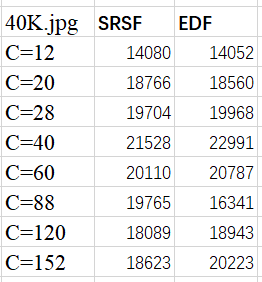 40K.jpg SRSF EDF
C=12 14080 14052
C=20 18766 18560
C=28 19704 19968
C=40 21528 22991
C=60 20110 20787
C=88 19765 16341
C=120 18089 18943
C=152 18623 20223